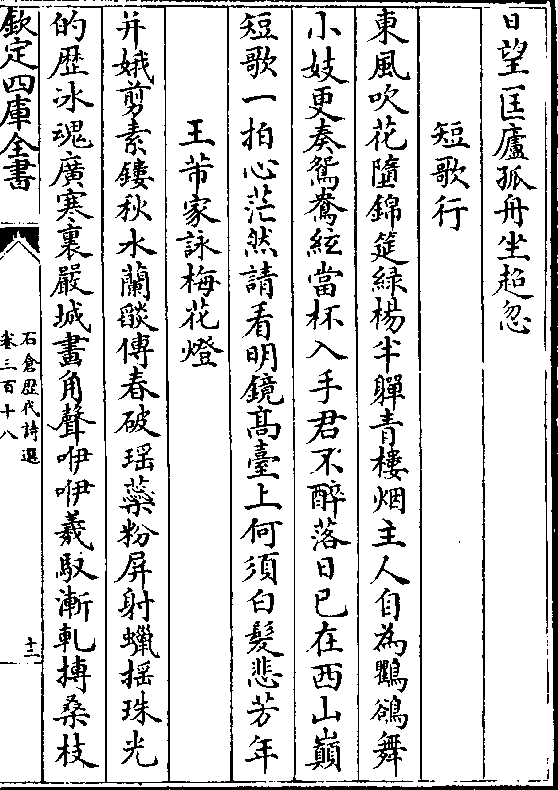 日望匡廬孤舟坐超忽
短歌行
東風吹花隨錦筵綠楊半嚲青樓烟主人自為鸜鵒舞
小妓更奏鴛鴦絃當杯入手君不醉落日已在西山巔
短歌一拍心茫然請看明鏡髙臺上何須白髪悲芳年
王芾家詠梅花燈
并娥剪素鏤秋水蘭燄傳春破瑶蘂粉屏射蠟揺珠光
的歴冰魂廣寒裏嚴城畫角聲咿咿羲馭漸軋搏桑枝
欽定四庫全書
石倉歴代詩選
卷三百十八
十三